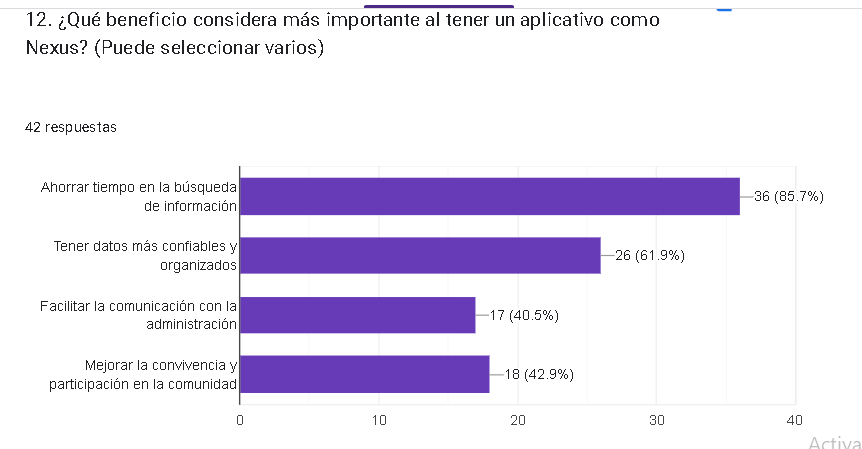 12. ¿Qué beneficio considera más importante al tener un aplicativo como
Nexus? (Puede seleccionar varios)
42 respuestas
Ahorrar tiempo en la búsqueda
de información
36 (85.7%)
Tener datos más confiables y
organizados
26 (61.9%)
Facilitar la comunicación con la
administración
17 (40.5%)
Mejorar la convivencia y
participación en la comunidad
18 (42.9%)
0 10 20 30 40
Activa